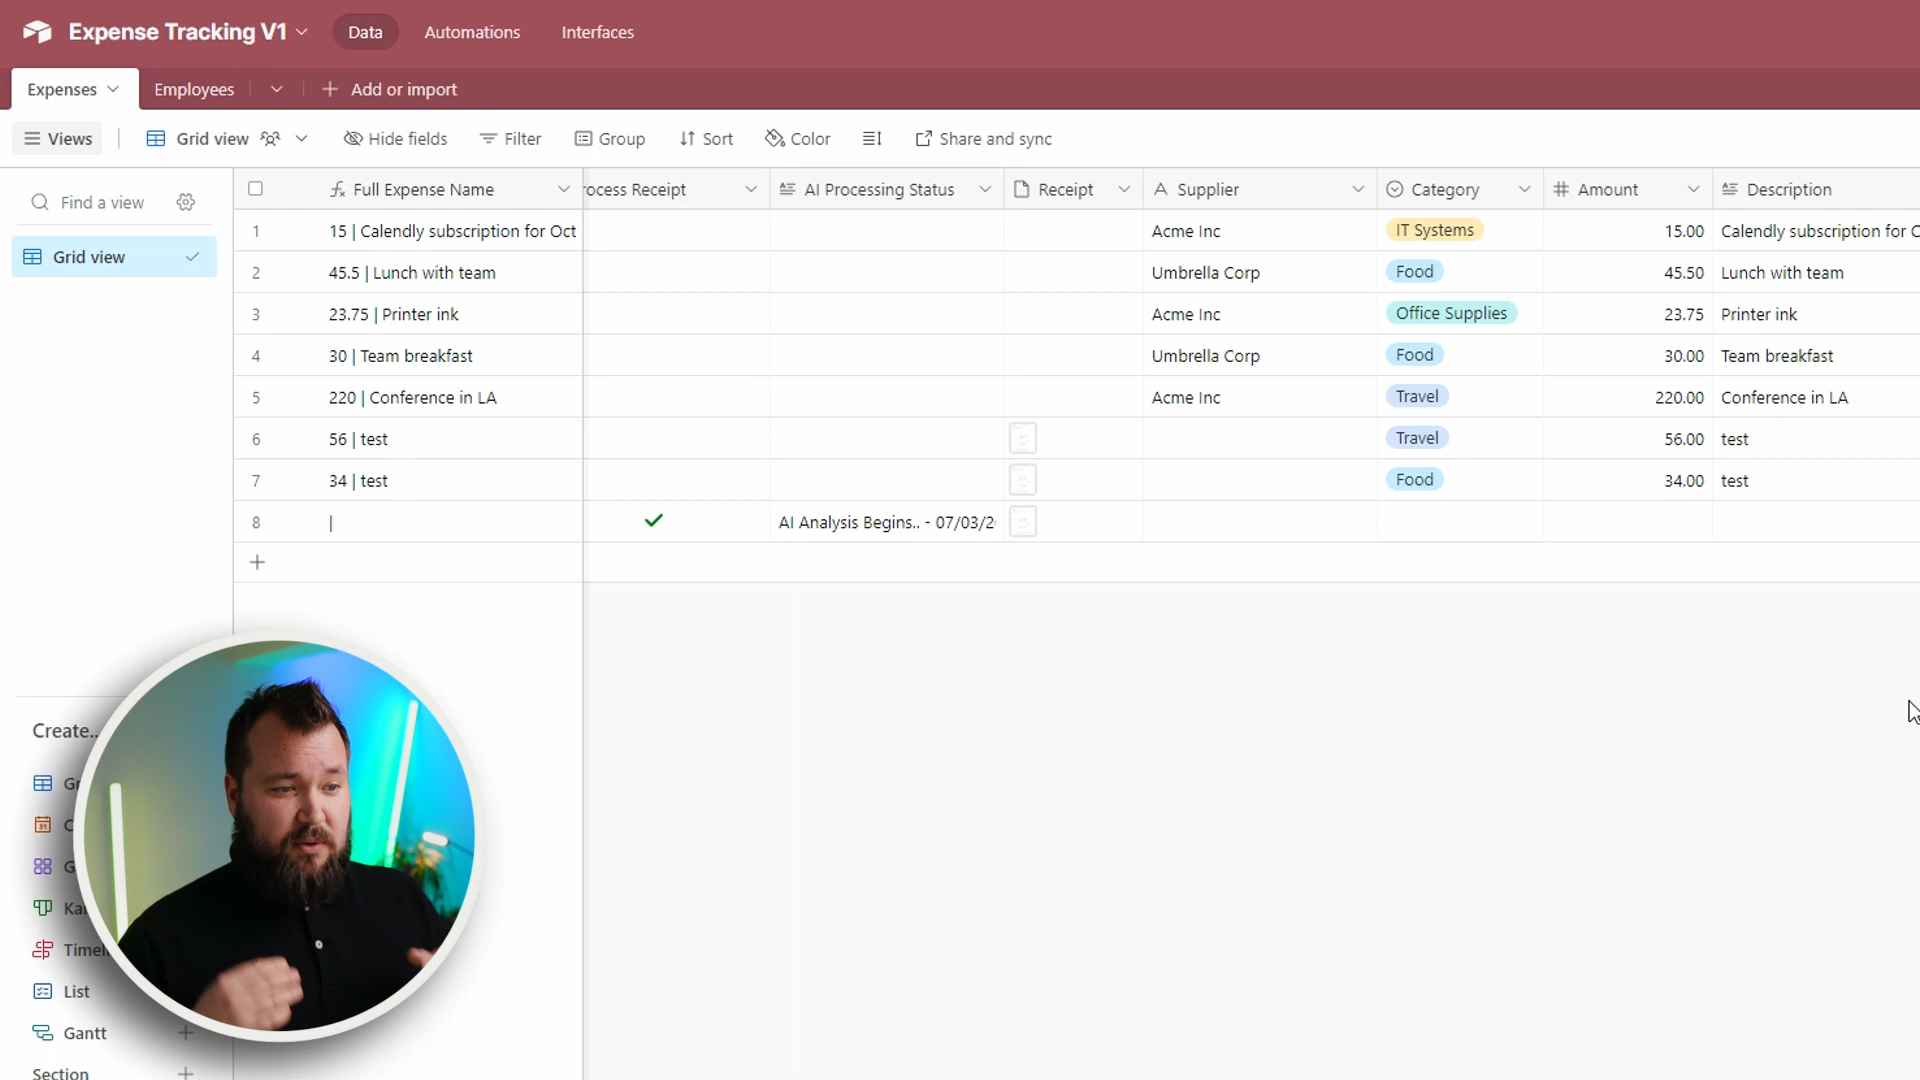 Expense Tracking V1 Data Automations Interfaces
Expenses Employees Add or import
Views Grid view Hide fields Filter Group Sort Color Share and sync
Find a view
Grid view
Full Expense Name rocess Receipt AI Processing Status Receipt Supplier Category # Amount Description
1 15 | Calendly subscription for Oct Acme Inc IT Systems 15.00 Calendly subscription for
2 45.5 | Lunch with team Umbrella Corp Food 45.50 Lunch with team
3 23.75 | Printer ink Acme Inc Office Supplies 23.75 Printer ink
4 30 | Team breakfast Umbrella Corp Food 30.00 Team breakfast
5 220 | Conference in LA Acme Inc Travel 220.00 Conference in LA
6 56 | test Travel 56.00 test
7 34 | test Food 34.00 test
8 | AI Analysis Begins.. - 07/03/2
Create..
Gr
C
G
Ka
Timel
List
Gantt
Section